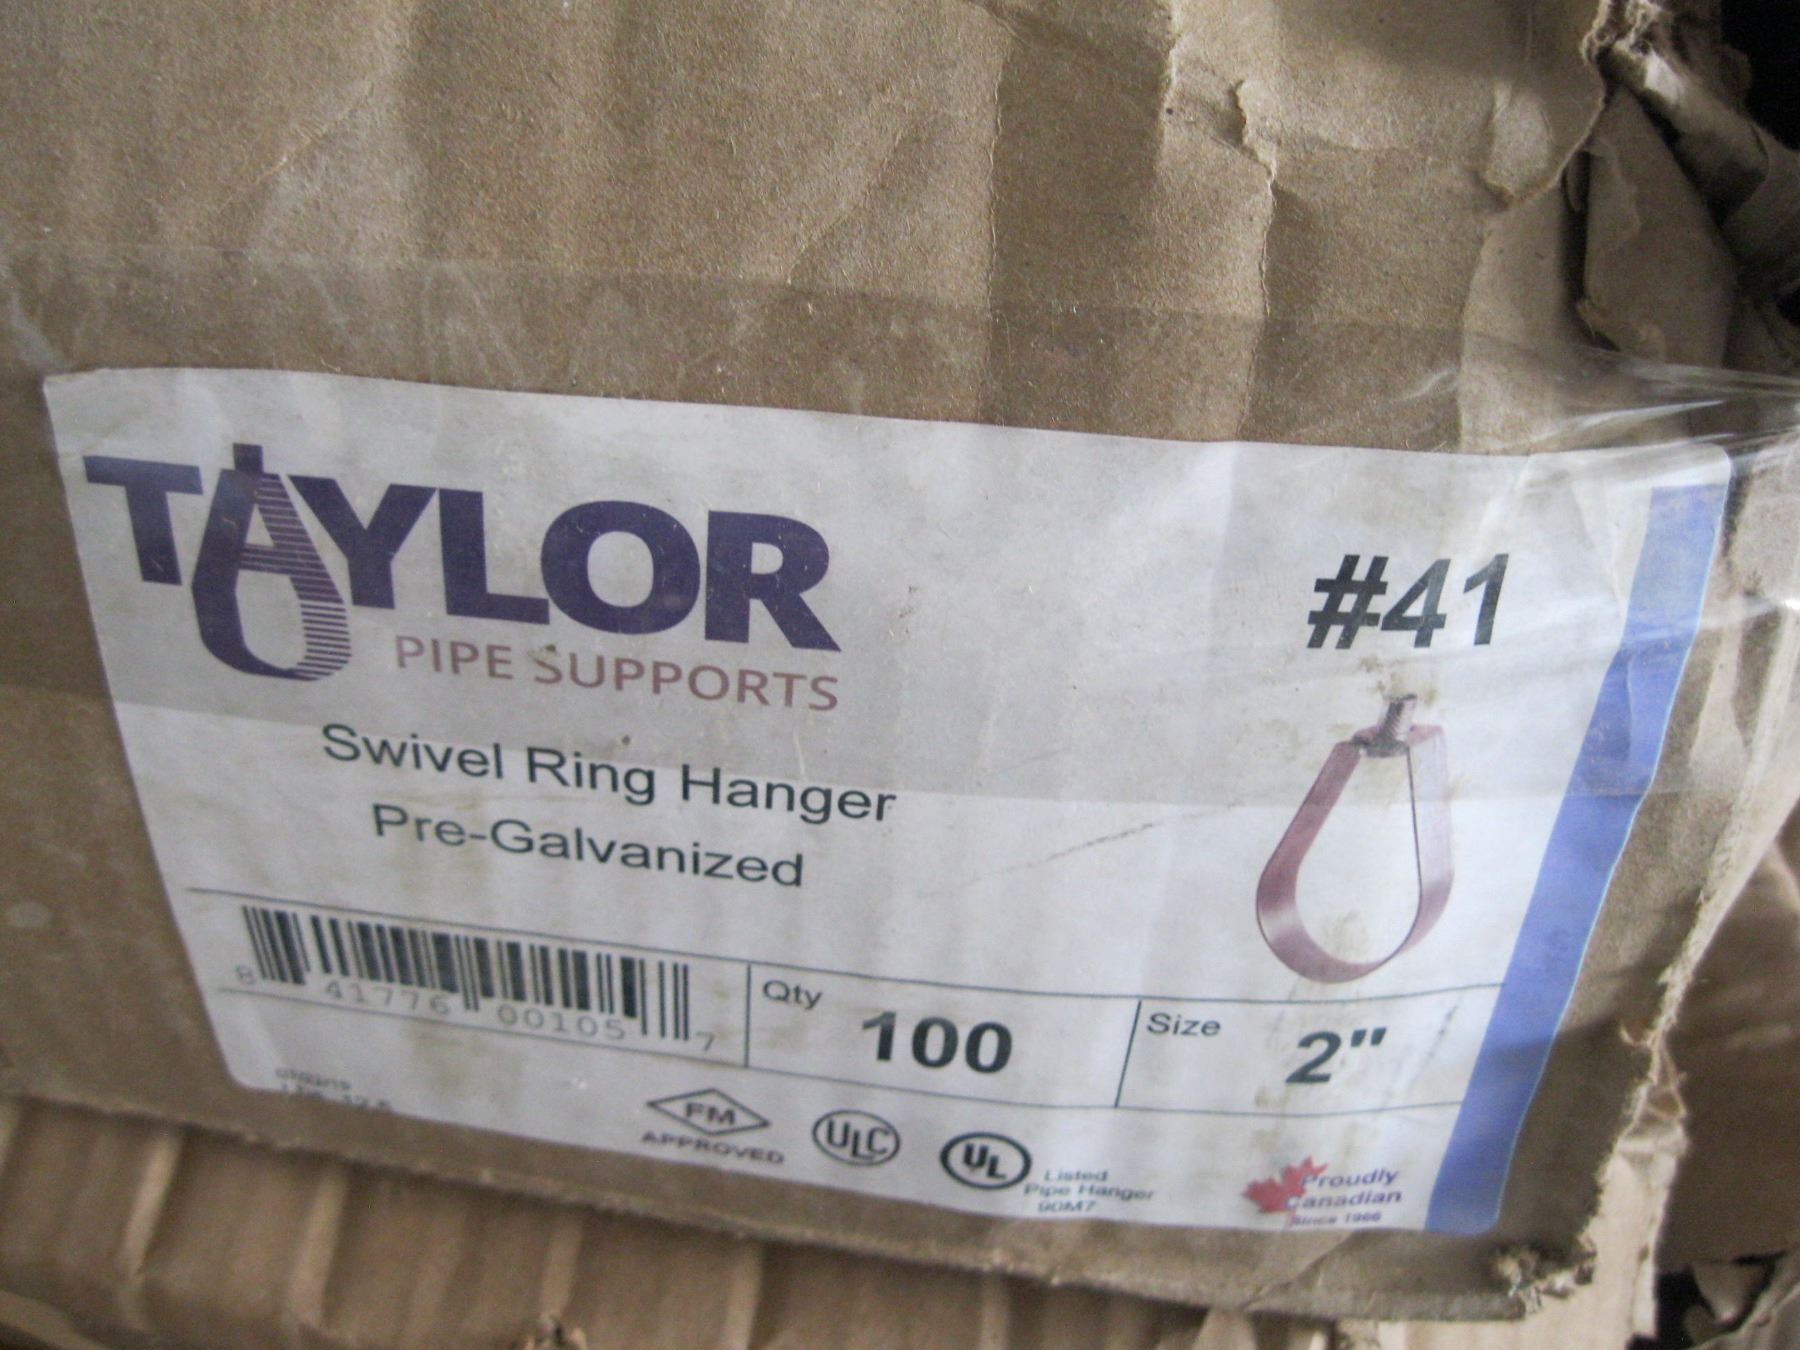 TAYLOR
PIPE SUPPORTS
#41
Swivel Ring Hanger
Pre-Galvanized
8 41776 00105 7
Qty
100
Size
2"
FM
APPROVED
ULC
UL
Listed
Pipe Hanger
90M7
Proudly
Canadian
Since 1966